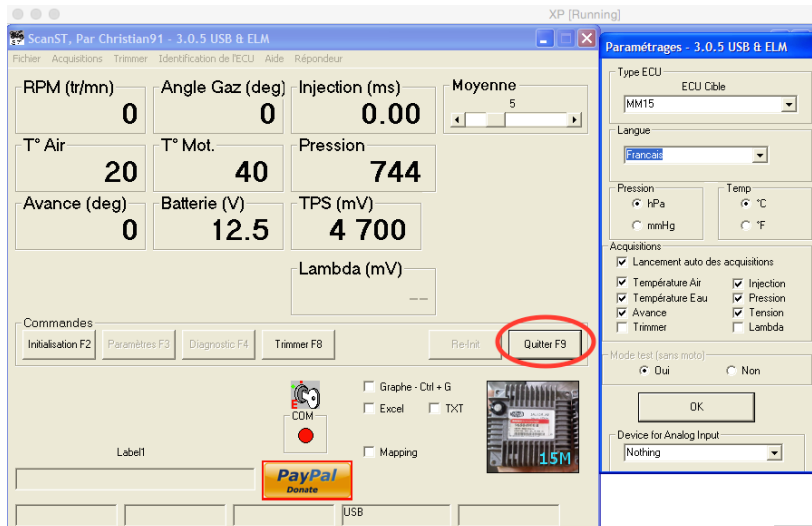 XP [Running]
ScanST, Par Christian91 - 3.0.5 USB & ELM
Fichier Acquisitions Trimmer Identification de l'ECU Aide Répondeur
RPM (tr/mn) Angle Gaz (deg) Injection (ms) Moyenne
0 0 0.00 5
T° Air T° Mot. Pression
20 40 744
Avance (deg) Batterie (V) TPS (mV)
0 12.5 4 700
Lambda (mV)
--
Commandes
Initialisation F2 Paramètres F3 Diagnostic F4 Trimmer F8 Re-Init Quitter F9
Graphe - Ctrl + G
COM Excel TXT
Label1 Mapping 15M
PayPal
Donate
USB
Paramétrages - 3.0.5 USB & ELM
Type ECU
ECU Cible
MM15
Langue
Francais
Pression Temp
hPa °C
mmHg °F
Acquisitions
Lancement auto des acquisitions
Température Air Injection
Température Eau Pression
Avance Tension
Trimmer Lambda
Mode test (sans moto)
Oui Non
OK
Device for Analog Input
Nothing